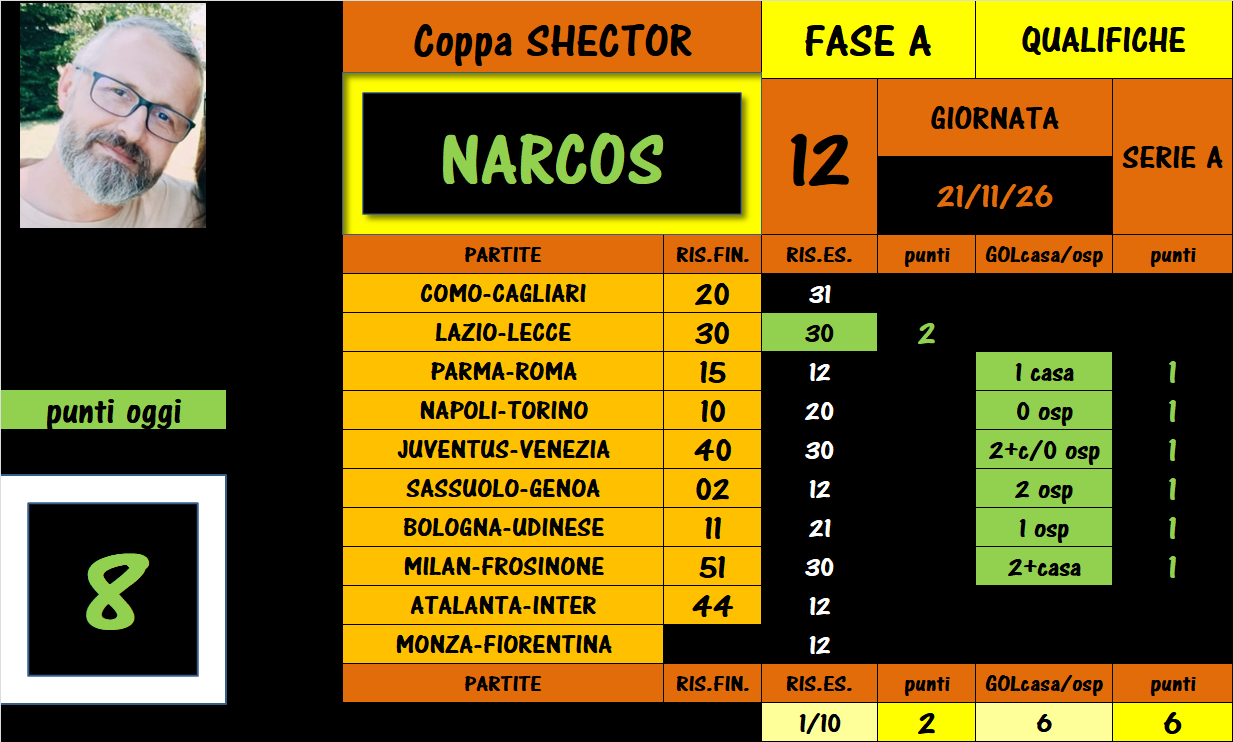 Coppa SHECTOR FASE A QUALIFICHE
NARCOS 12 GIORNATA SERIE A
21/11/26
PARTITE RIS.FIN. RIS.ES. punti GOLcasa/osp punti
COMO-CAGLIARI 20 31
LAZIO-LECCE 30 30 2
PARMA-ROMA 15 12 1 casa 1
punti oggi
NAPOLI-TORINO 10 20 0 osp 1
JUVENTUS-VENEZIA 40 30 2+c/0 osp 1
SASSUOLO-GENOA 02 12 2 osp 1
BOLOGNA-UDINESE 11 21 1 osp 1
8
MILAN-FROSINONE 51 30 2+casa 1
ATALANTA-INTER 44 12
MONZA-FIORENTINA 12
PARTITE RIS.FIN. RIS.ES. punti GOLcasa/osp punti
1/10 2 6 6